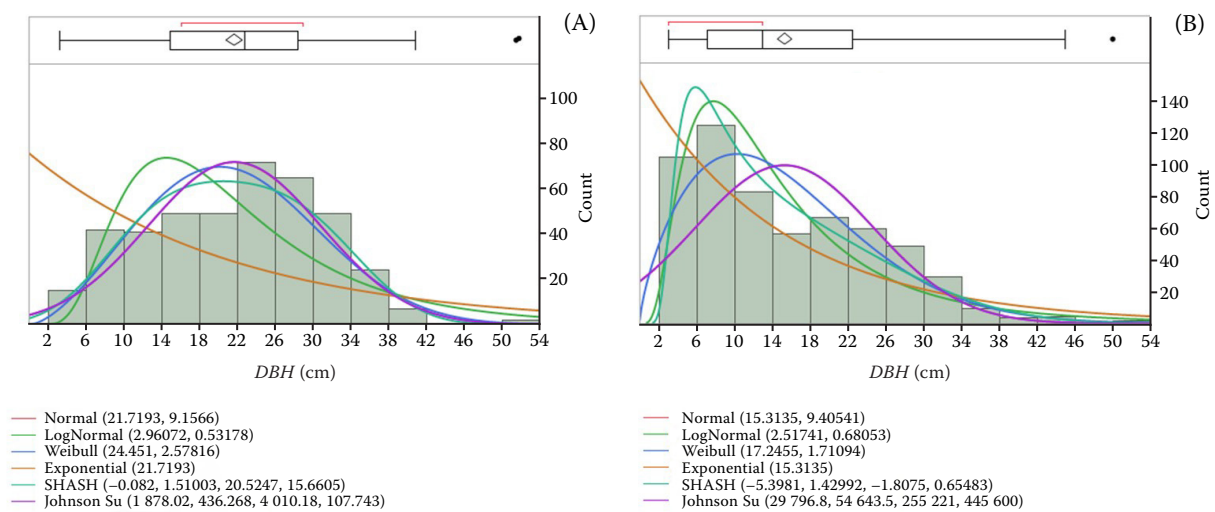 (A)
100
80
60
40
20
Count
2 6 10 14 18 22 26 30 34 38 42 46 50 54
DBH (cm)
Normal (21.7193, 9.1566)
LogNormal (2.96072, 0.53178)
Weibull (24.451, 2.57816)
Exponential (21.7193)
SHASH (−0.082, 1.51003, 20.5247, 15.6605)
Johnson Su (1 878.02, 436.268, 4 010.18, 107.743)
(B)
140
120
100
80
60
40
20
Count
2 6 10 14 18 22 26 30 34 38 42 46 50 54
DBH (cm)
Normal (15.3135, 9.40541)
LogNormal (2.51741, 0.68053)
Weibull (17.2455, 1.71094)
Exponential (15.3135)
SHASH (−5.3981, 1.42992, −1.8075, 0.65483)
Johnson Su (29 796.8, 54 643.5, 255 221, 445 600)